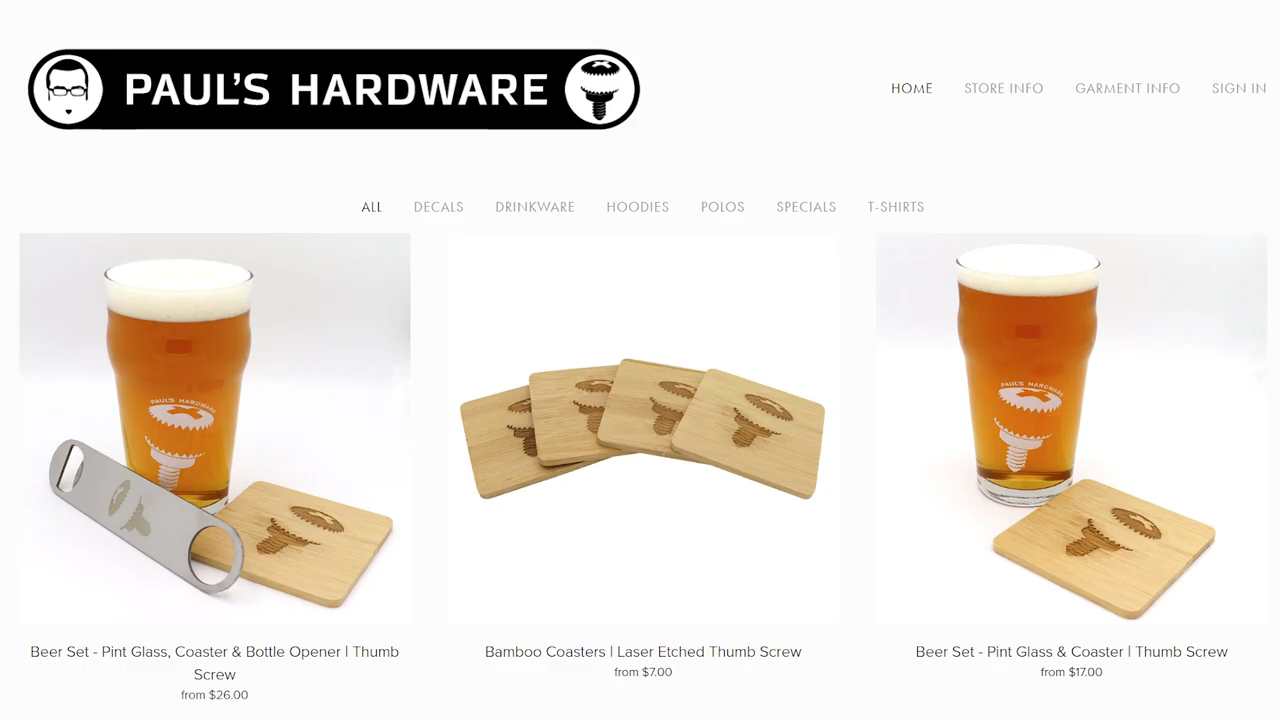 PAUL'S HARDWARE
HOME STORE INFO GARMENT INFO SIGN IN
ALL DECALS DRINKWARE HOODIES POLOS SPECIALS T-SHIRTS
PAUL'S HARDWARE
PAUL'S HARDWARE
Beer Set - Pint Glass, Coaster & Bottle Opener | Thumb
Screw
from $26.00
Bamboo Coasters | Laser Etched Thumb Screw
from $7.00
Beer Set - Pint Glass & Coaster | Thumb Screw
from $17.00